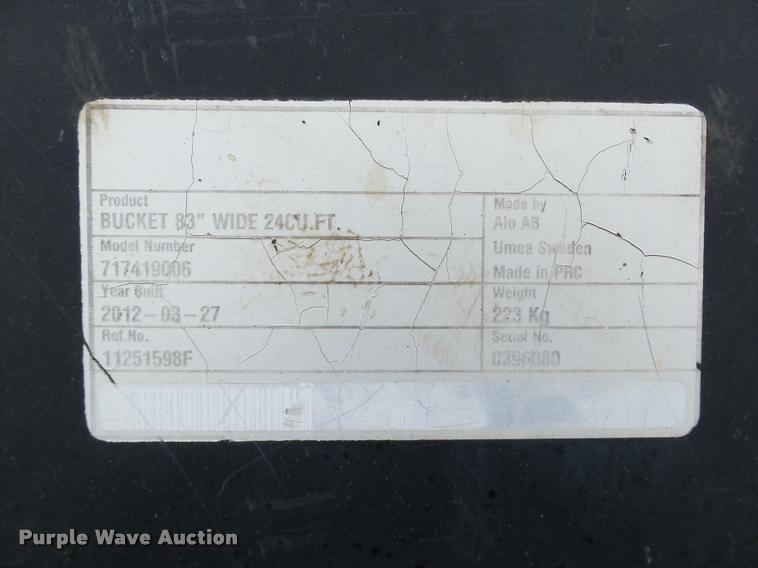 Product
BUCKET 83" WIDE 24CU.FT.
Model Number
717419006
Year Built
2012-03-27
Ref.No.
11251598F
Made by
Alo AB
Umea Sweden
Made in PRC
Weight
223 Kg
Serial No.
0396080
Purple Wave Auction